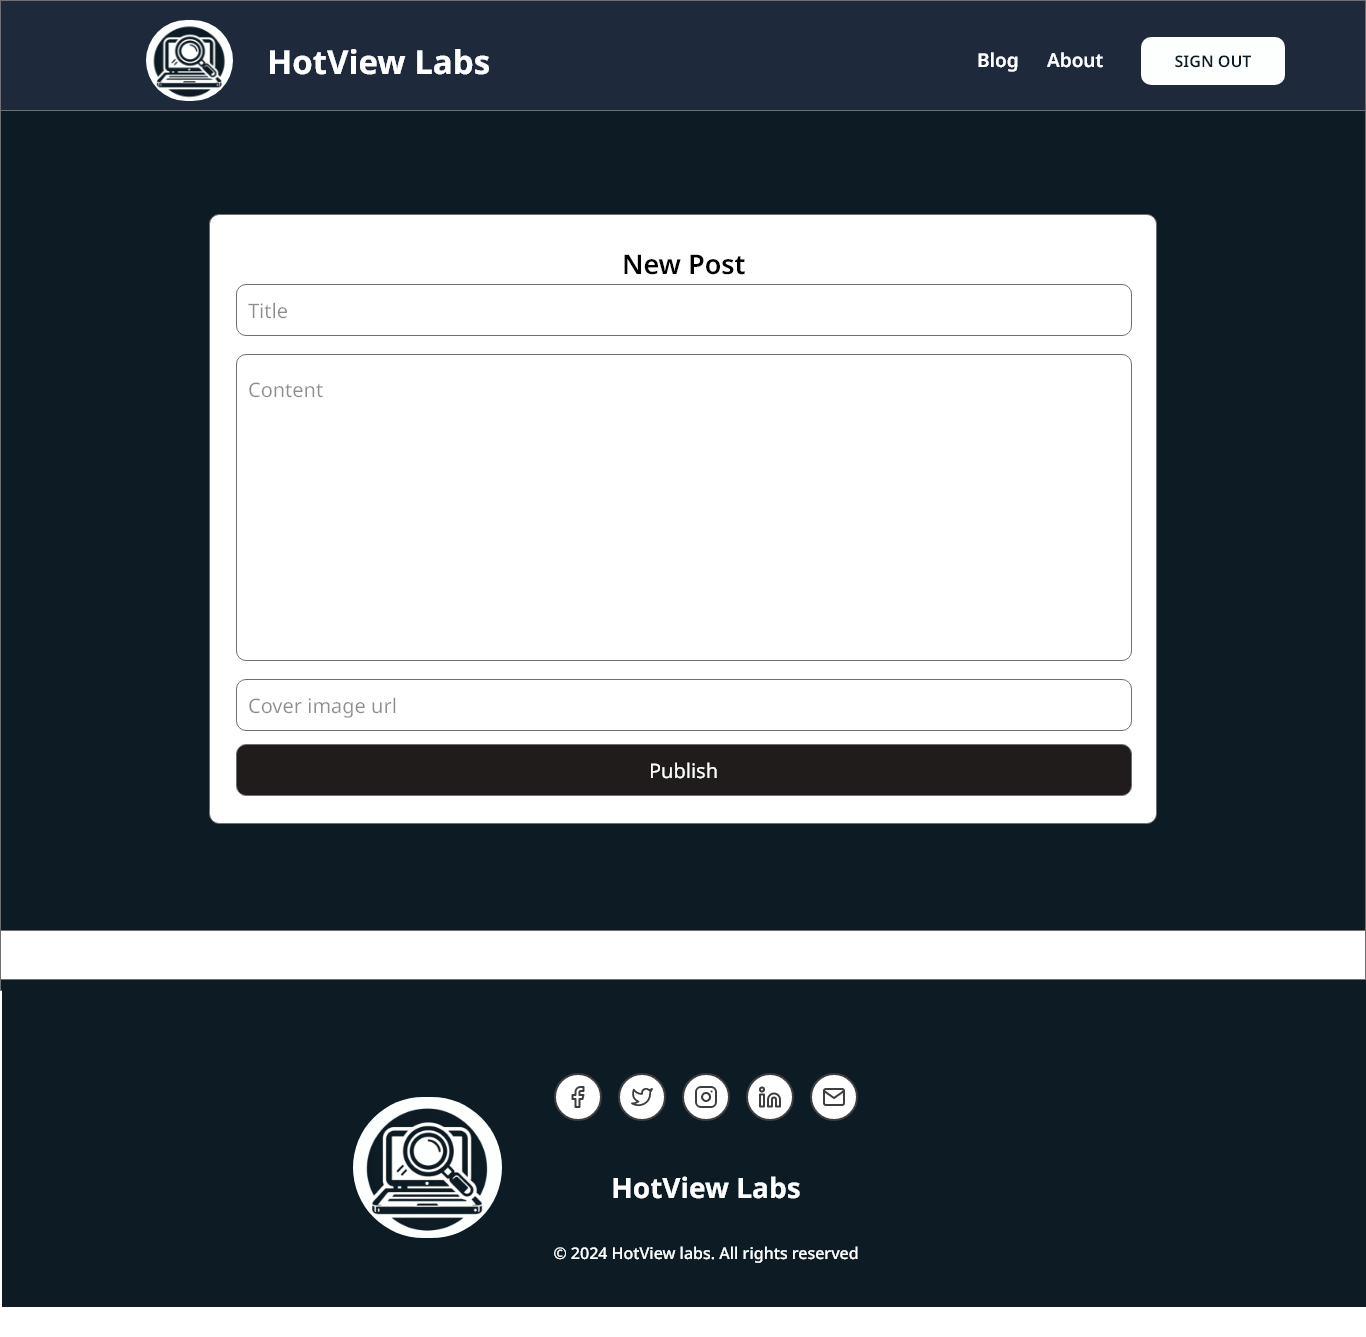 HotView Labs
Blog
About
SIGN OUT
New Post
Title
Content
Cover image url
Publish
HotView Labs
© 2024 HotView labs. All rights reserved